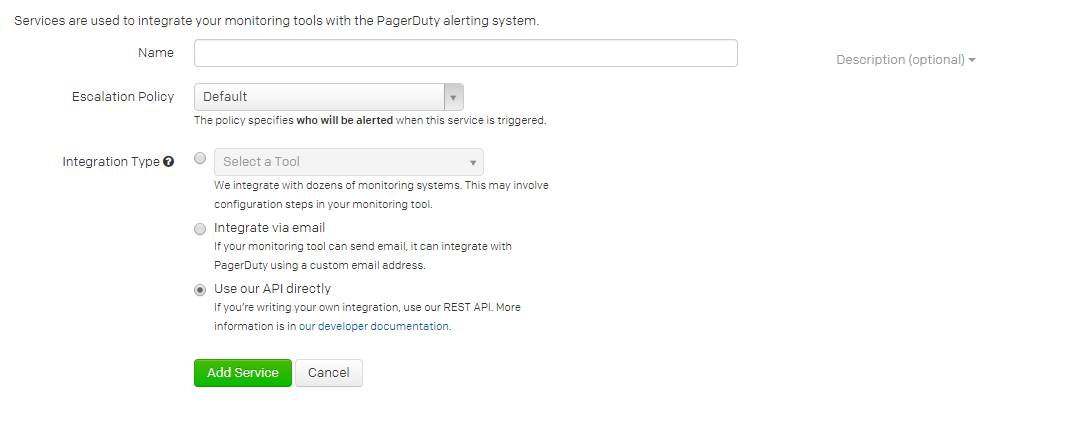 Services are used to integrate your monitoring tools with the PagerDuty alerting system.
Name
Description (optional)
Escalation Policy
Default
The policy specifies who will be alerted when this service is triggered.
Integration Type
Select a Tool
We integrate with dozens of monitoring systems. This may involve
configuration steps in your monitoring tool.
Integrate via email
If your monitoring tool can send email, it can integrate with
PagerDuty using a custom email address.
Use our API directly
If you're writing your own integration, use our REST API. More
information is in our developer documentation.
Add Service
Cancel